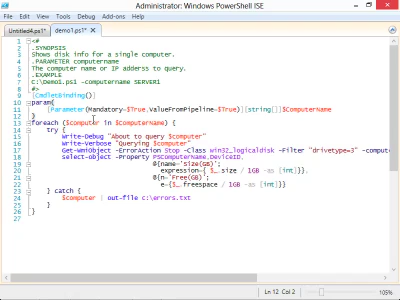 Administrator: Windows PowerShell ISE
File Edit View Tools Debug Add-ons Help
Untitled4.ps1* demo1.ps1* X
1 <#
2 .SYNOPSIS
3 Shows disk info for a single computer.
4 .PARAMETER computername
5 The computer name or IP adderss to query.
6 .EXAMPLE
7 C:\Demo1.ps1 -computername SERVER1
8 #>
9 [CmdletBinding()]
10 param(
11 [Parameter(Mandatory=$True,ValueFromPipeline=$True)][string[]]$ComputerName
12 )
13 foreach ($computer in $computerName) {
14 try {
15 Write-Debug "About to query $computer"
16 Write-Verbose "Querying $computer"
17 Get-WmiObject -ErrorAction Stop -Class win32_logicaldisk -Filter "drivetype=3" -comput
18 select-object -Property PSComputerName,DeviceID,
19 @{name='size(GB)';
20 expression={ $_.size / 1GB -as [int]}},
21 @{n='Free(GB)';
22 e={$_.freespace / 1GB -as [int]}}
23 } catch {
24 $computer | out-file c:\errors.txt
25 }
26 }
27
Ln 12 Col 2 105%